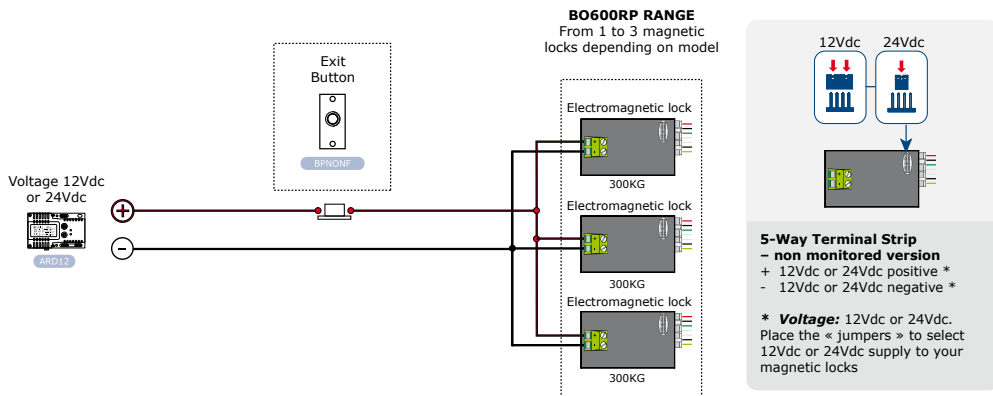 BO600RP RANGE
From 1 to 3 magnetic
locks depending on model
Exit
Button
BPNONF
Voltage 12Vdc
or 24Vdc
ARD12
+
-
Electromagnetic lock
300KG
Electromagnetic lock
300KG
Electromagnetic lock
300KG
12Vdc 24Vdc
5-Way Terminal Strip
– non monitored version
+ 12Vdc or 24Vdc positive *
- 12Vdc or 24Vdc negative *
* Voltage: 12Vdc or 24Vdc.
Place the « jumpers » to select
12Vdc or 24Vdc supply to your
magnetic locks